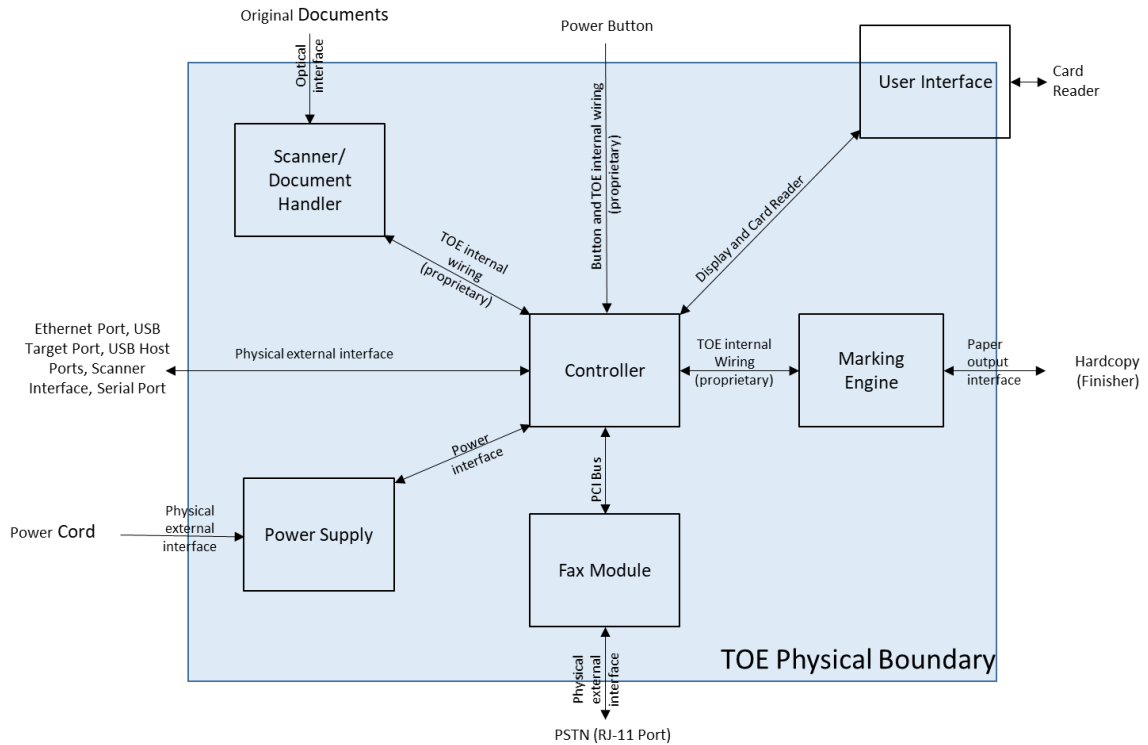 Original Documents
Optical
interface
Power Button
Button and TOE internal wiring
(proprietary)
User Interface
Card
Reader
Scanner/
Document
Handler
TOE internal
wiring
(proprietary)
Display and Card Reader
Ethernet Port, USB
Target Port, USB Host
Ports, Scanner
Interface, Serial Port
Physical external interface
Controller
TOE internal
Wiring
(proprietary)
Marking
Engine
Paper
output
interface
Hardcopy
(Finisher)
Power
interface
PCI Bus
Power Cord
Physical
external
interface
Power Supply
Fax Module
Physical
external
interface
TOE Physical Boundary
PSTN (RJ-11 Port)